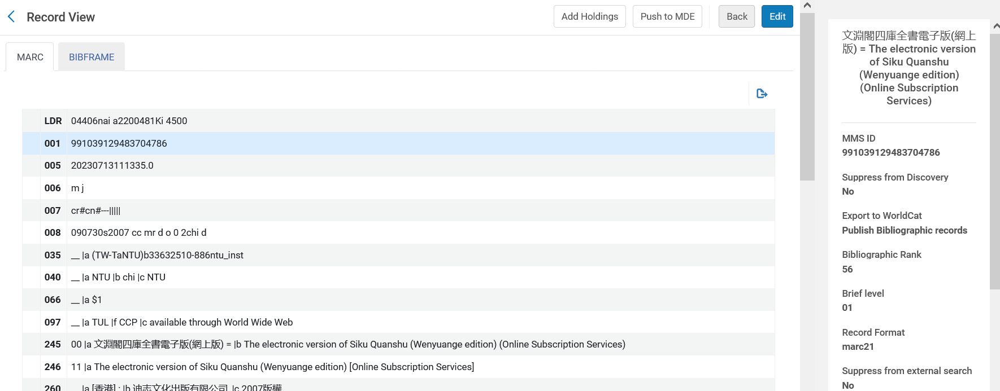 Record View
Add Holdings
Push to MDE
Back
Edit
MARC
BIBFRAME
LDR 04406nai a2200481Ki 4500
001 991039129483704786
005 20230713111335.0
006 m j
007 cr#cn#---|||||
008 090730s2007 cc mr d o 0 2chi d
035 __ |a (TW-TaNTU)b33632510-886ntu_inst
040 __ |a NTU |b chi |c NTU
066 __ |a $1
097 __ |a TUL |f CCP |c available through World Wide Web
245 00 |a 文淵閣四庫全書電子版(網上版) = |b The electronic version of Siku Quanshu (Wenyuange edition) (Online Subscription Services)
246 11 |a The electronic version of Siku Quanshu (Wenyuange edition) [Online Subscription Services]
260 __ |a [香港] : |b 迪志文化出版有限公司, |c 2007版權
文淵閣四庫全書電子版(網上
版) = The electronic version
of Siku Quanshu
(Wenyuange edition)
(Online Subscription
Services)
MMS ID
991039129483704786
Suppress from Discovery
No
Export to WorldCat
Publish Bibliographic records
Bibliographic Rank
56
Brief level
01
Record Format
marc21
Suppress from external search
No